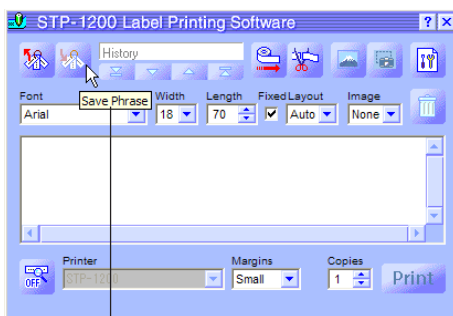 STP-1200 Label Printing Software
History
Save Phrase
Font Width Length Fixed Layout Image
Arial 18 70 Auto None
Printer Margins Copies
OFF STP-1200 Small 1 Print